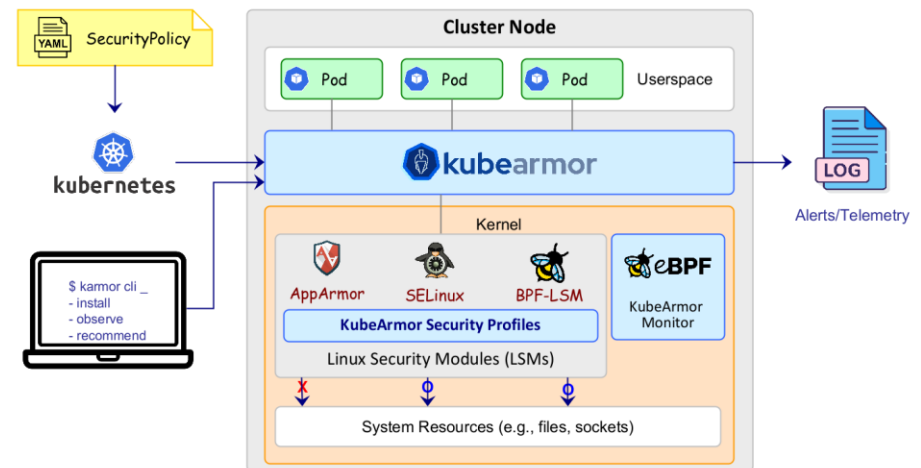 YAML
SecurityPolicy
kubernetes
$ karmor cli _
- install
- observe
- recommend
Cluster Node
Pod
Pod
Pod
Userspace
kubearmor
Kernel
AppArmor
SELinux
BPF-LSM
KubeArmor Security Profiles
Linux Security Modules (LSMs)
eBPF
KubeArmor
Monitor
X
O
O
System Resources (e.g., files, sockets)
LOG
Alerts/Telemetry